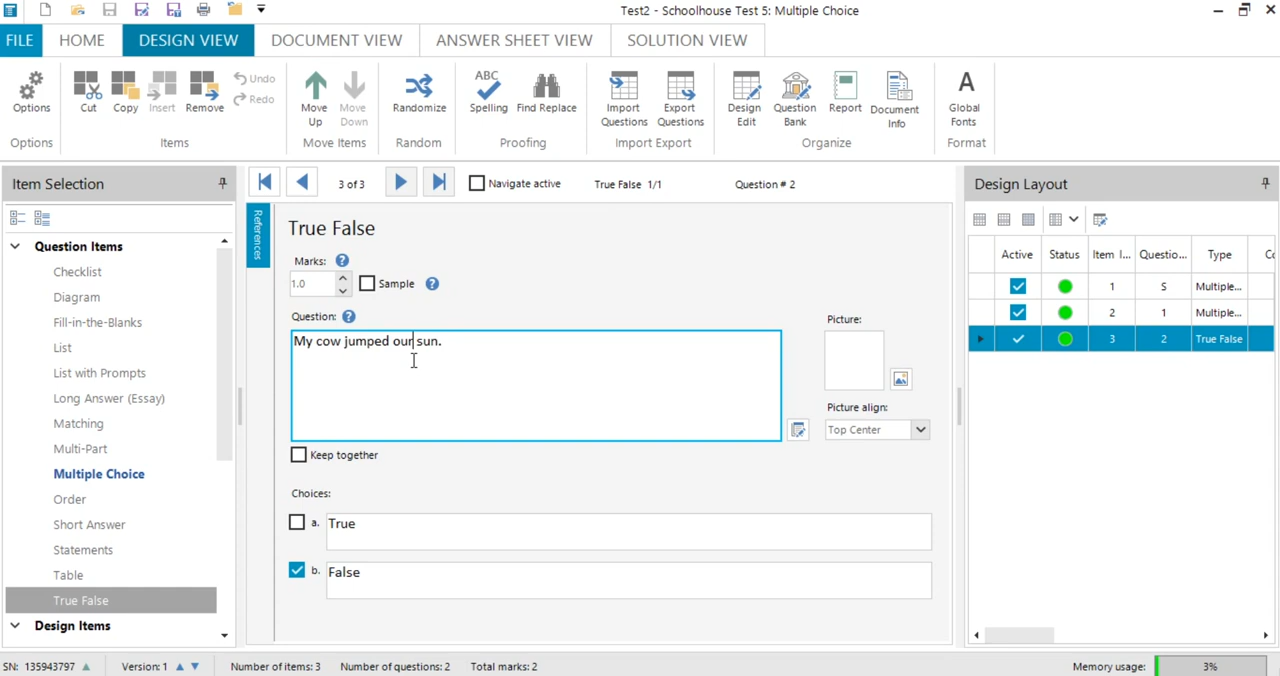 Test2 - Schoolhouse Test 5: Multiple Choice
FILE HOME DESIGN VIEW DOCUMENT VIEW ANSWER SHEET VIEW SOLUTION VIEW
Options Cut Copy Insert Remove Undo Redo Move Up Move Down Randomize ABC Spelling Find Replace Import Questions Export Questions Design Edit Question Bank Report Document Info A Global Fonts
Options Items Move Items Random Proofing Import Export Organize Format
Item Selection
Question Items
Checklist
Diagram
Fill-in-the-Blanks
List
List with Prompts
Long Answer (Essay)
Matching
Multi-Part
Multiple Choice
Order
Short Answer
Statements
Table
True False
Design Items
3 of 3 Navigate active True False 1/1 Question # 2
References
True False
Marks: ?
1.0 Sample ?
Question: ?
My cow jumped our sun.
Picture:
Picture align:
Top Center
Keep together
Choices:
a. True
b. False
Design Layout
Active Status Item I... Questio... Type Co
1 S Multiple...
2 1 Multiple...
3 2 True False
SN: 135943797 Version: 1 Number of items: 3 Number of questions: 2 Total marks: 2 Memory usage: 3%